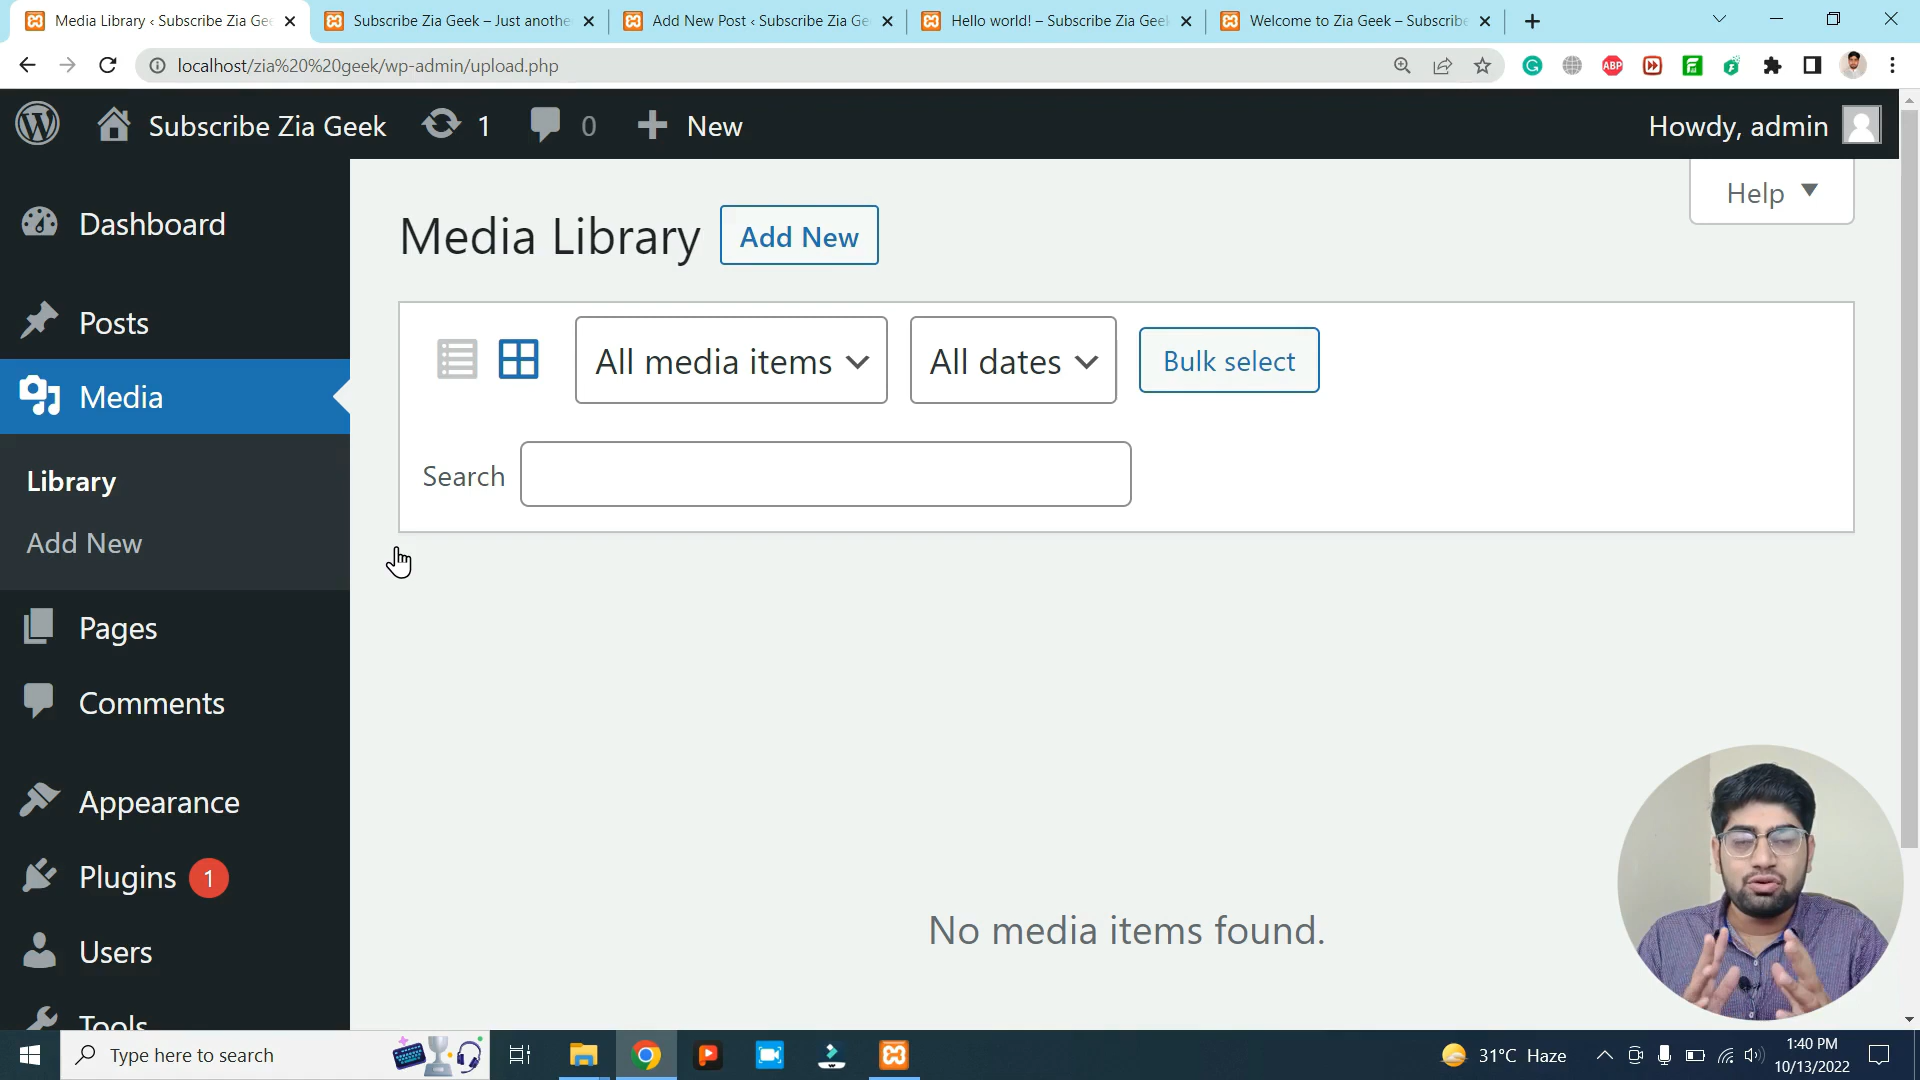 Media Library ‹ Subscribe Zia Gee
Subscribe Zia Geek – Just anothe
Add New Post ‹ Subscribe Zia Ge
Hello world! – Subscribe Zia Geek
Welcome to Zia Geek – Subscribe
localhost/zia%20%20geek/wp-admin/upload.php
ABP
Subscribe Zia Geek
1
0
New
Howdy, admin
Help
Dashboard
Posts
Media
Library
Add New
Pages
Comments
Appearance
Plugins 1
Users
Tools
Media Library
Add New
All media items
All dates
Bulk select
Search
No media items found.
Type here to search
31°C Haze
1:40 PM
10/13/2022